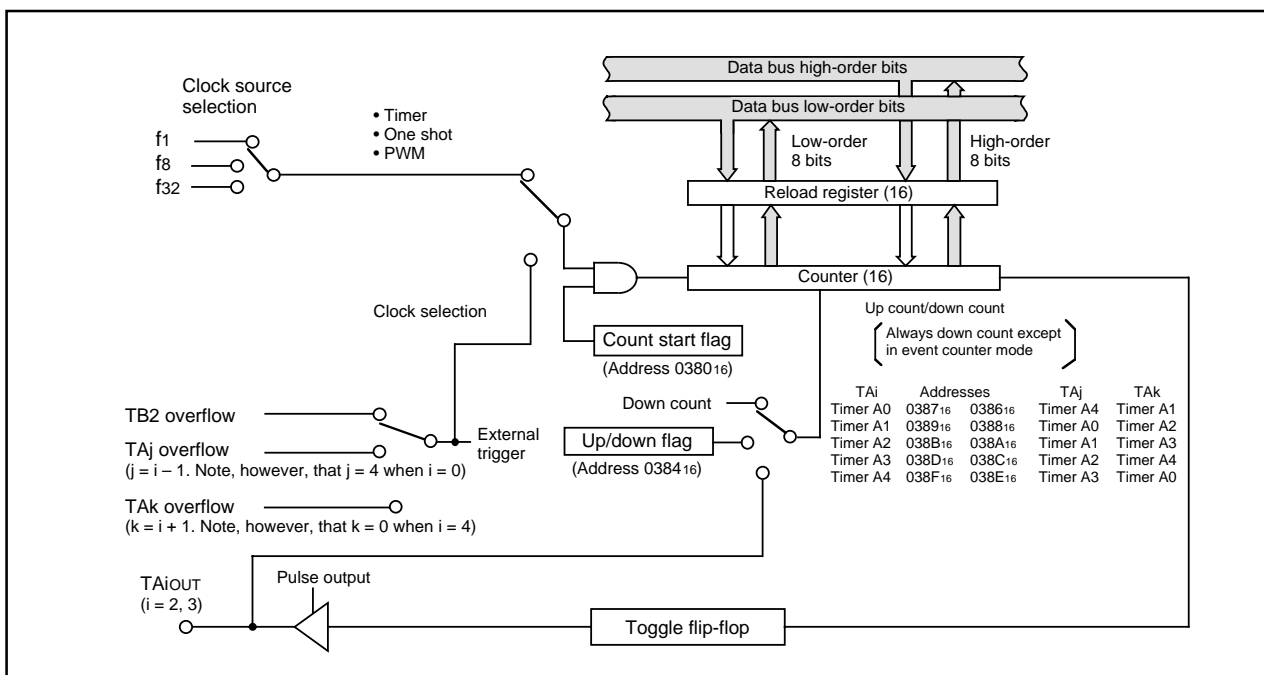 Data bus high-order bits
Clock source
selection
Data bus low-order bits
• Timer
• One shot
• PWM
f1
f8
f32
Low-order
8 bits
High-order
8 bits
Reload register (16)
Counter (16)
Clock selection
Up count/down count
Always down count except
in event counter mode
Count start flag
(Address 038016)
TAi Addresses TAj TAk
Timer A0 038716 038616 Timer A4 Timer A1
Timer A1 038916 038816 Timer A0 Timer A2
Timer A2 038B16 038A16 Timer A1 Timer A3
Timer A3 038D16 038C16 Timer A2 Timer A4
Timer A4 038F16 038E16 Timer A3 Timer A0
Down count
Up/down flag
(Address 038416)
TB2 overflow
External
trigger
TAj overflow
(j = i – 1. Note, however, that j = 4 when i = 0)
TAk overflow
(k = i + 1. Note, however, that k = 0 when i = 4)
Pulse output
TAiOUT
(i = 2, 3)
Toggle flip-flop